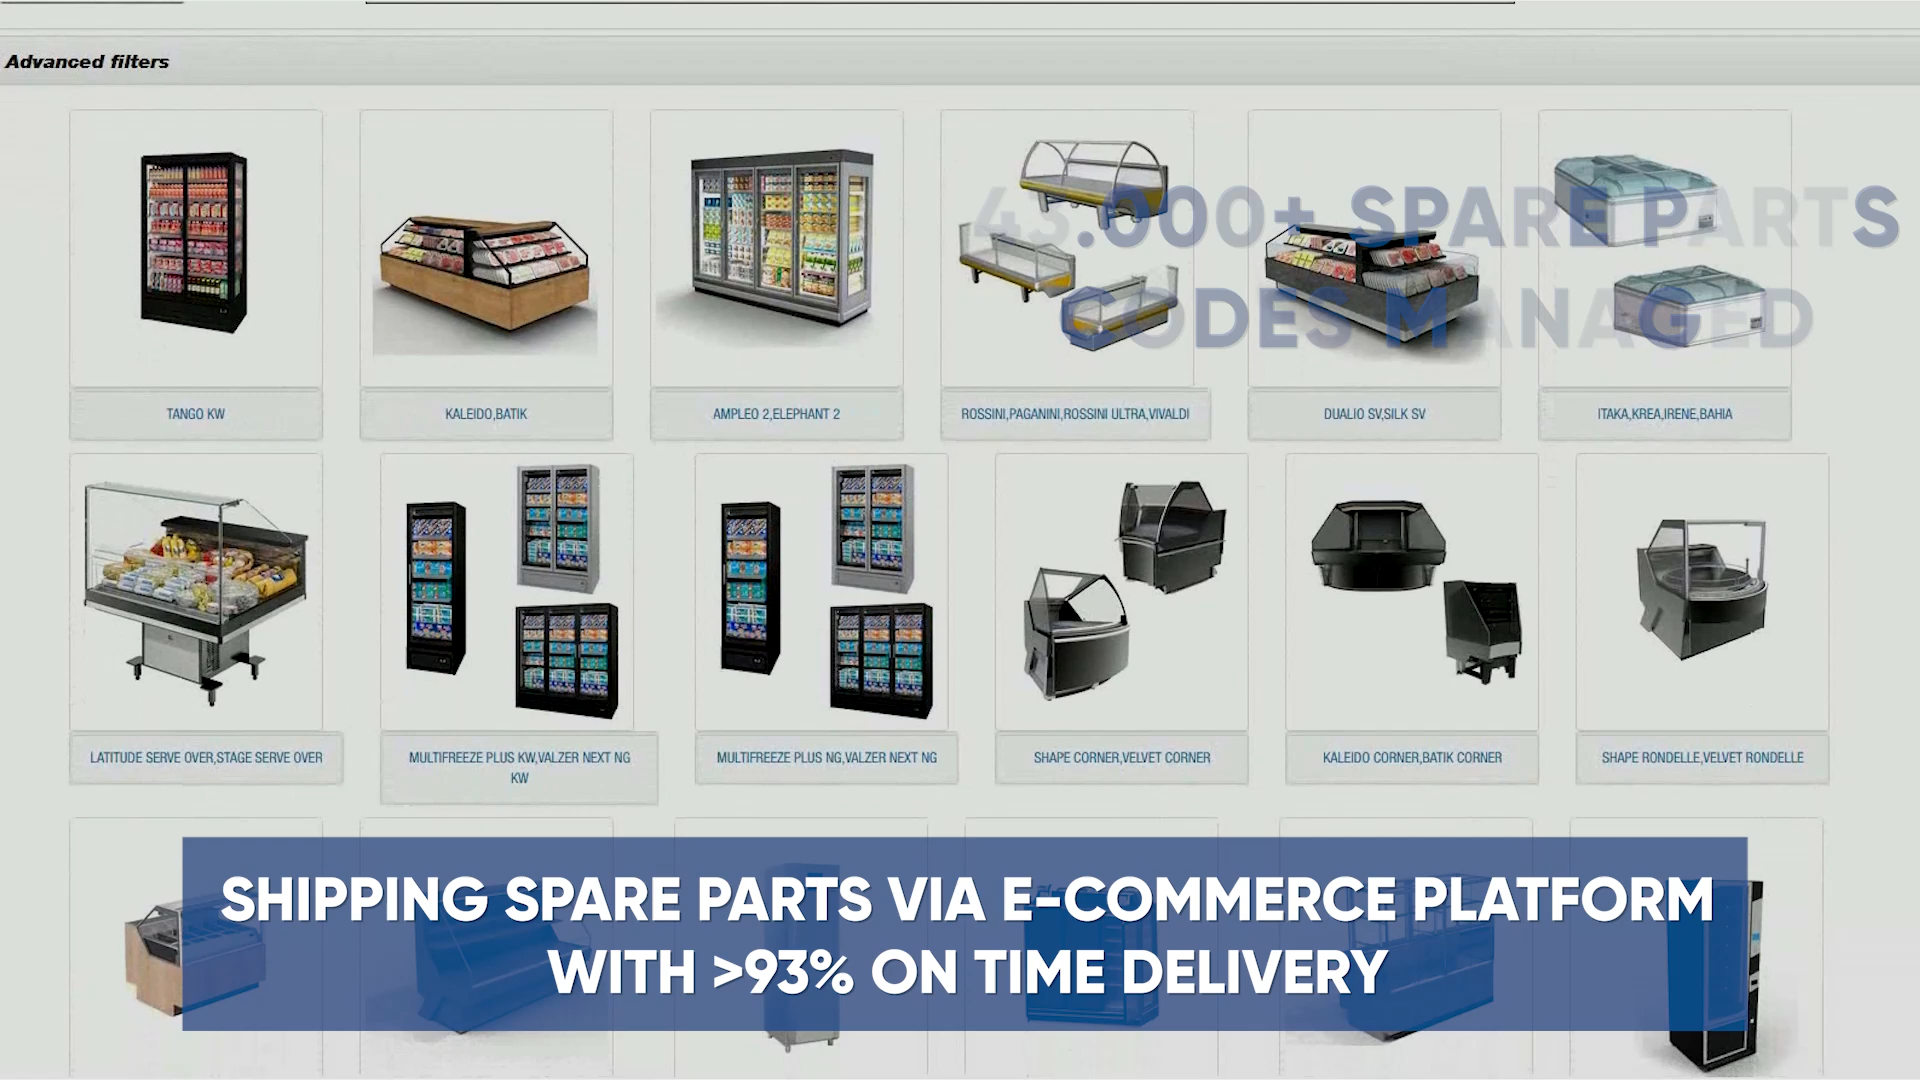 Advanced filters
43.000+ SPARE PARTS
CODES MANAGED
TANGO KW
KALEIDO,BATIK
AMPLEO 2,ELEPHANT 2
ROSSINI,PAGANINI,ROSSINI ULTRA,VIVALDI
DUALIO SV,SILK SV
ITAKA,KREA,IRENE,BAHIA
LATITUDE SERVE OVER,STAGE SERVE OVER
MULTIFREEZE PLUS KW,VALZER NEXT NG
KW
MULTIFREEZE PLUS NG,VALZER NEXT NG
SHAPE CORNER,VELVET CORNER
KALEIDO CORNER,BATIK CORNER
SHAPE RONDELLE,VELVET RONDELLE
SHIPPING SPARE PARTS VIA E-COMMERCE PLATFORM
WITH >93% ON TIME DELIVERY